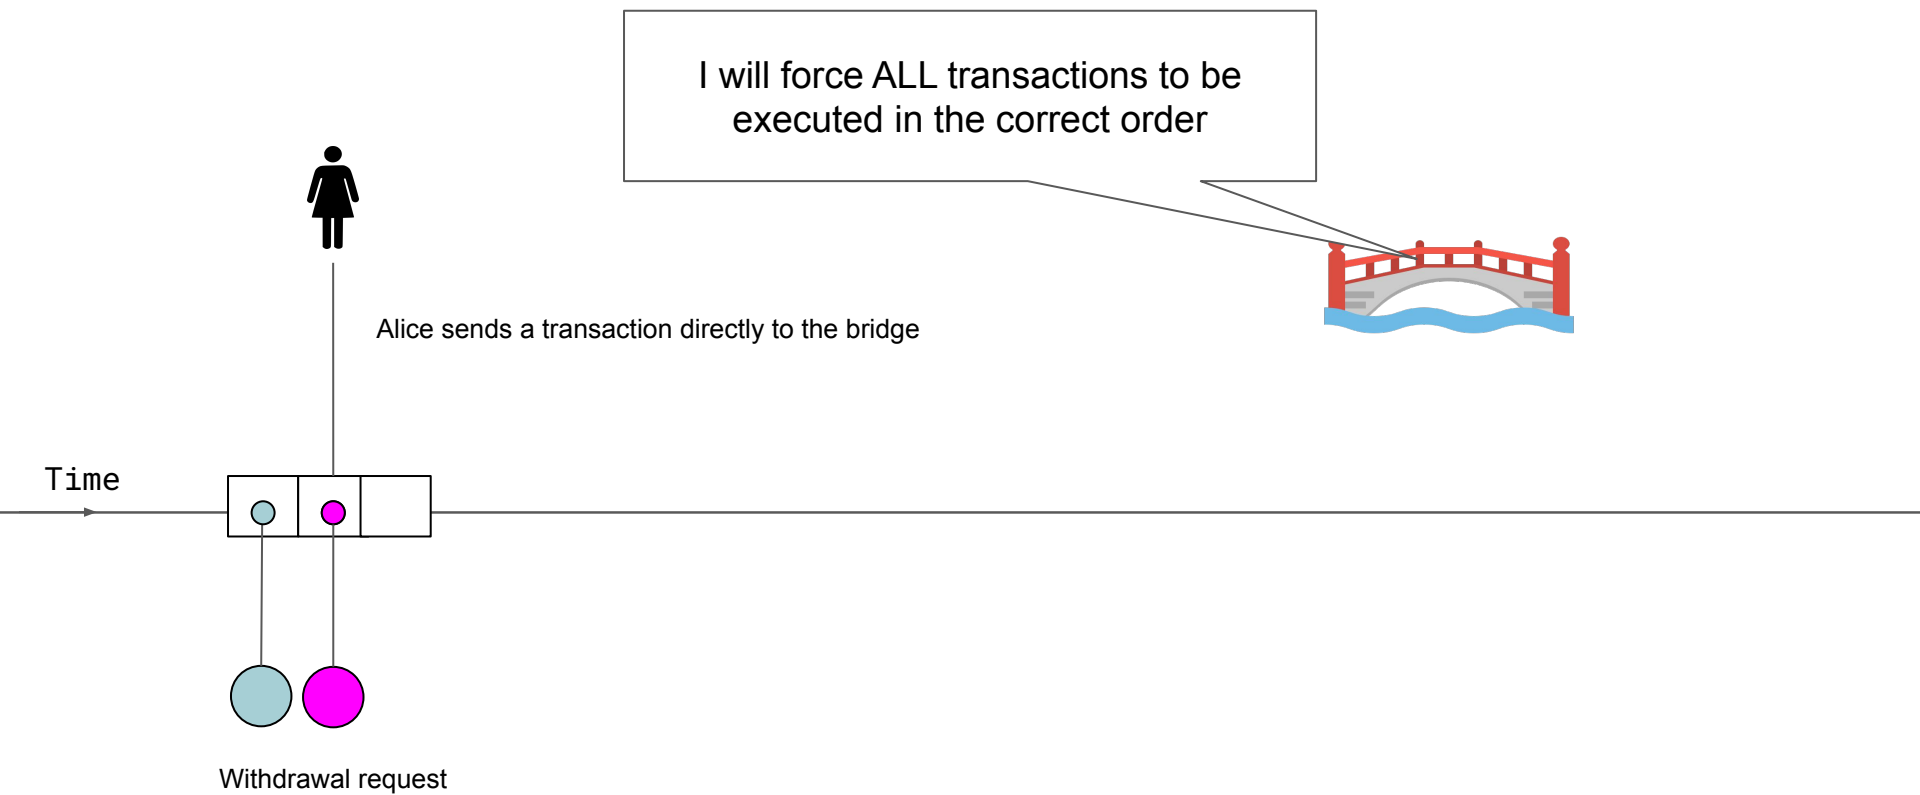 I will force ALL transactions to be
executed in the correct order
Alice sends a transaction directly to the bridge
Time
Withdrawal request